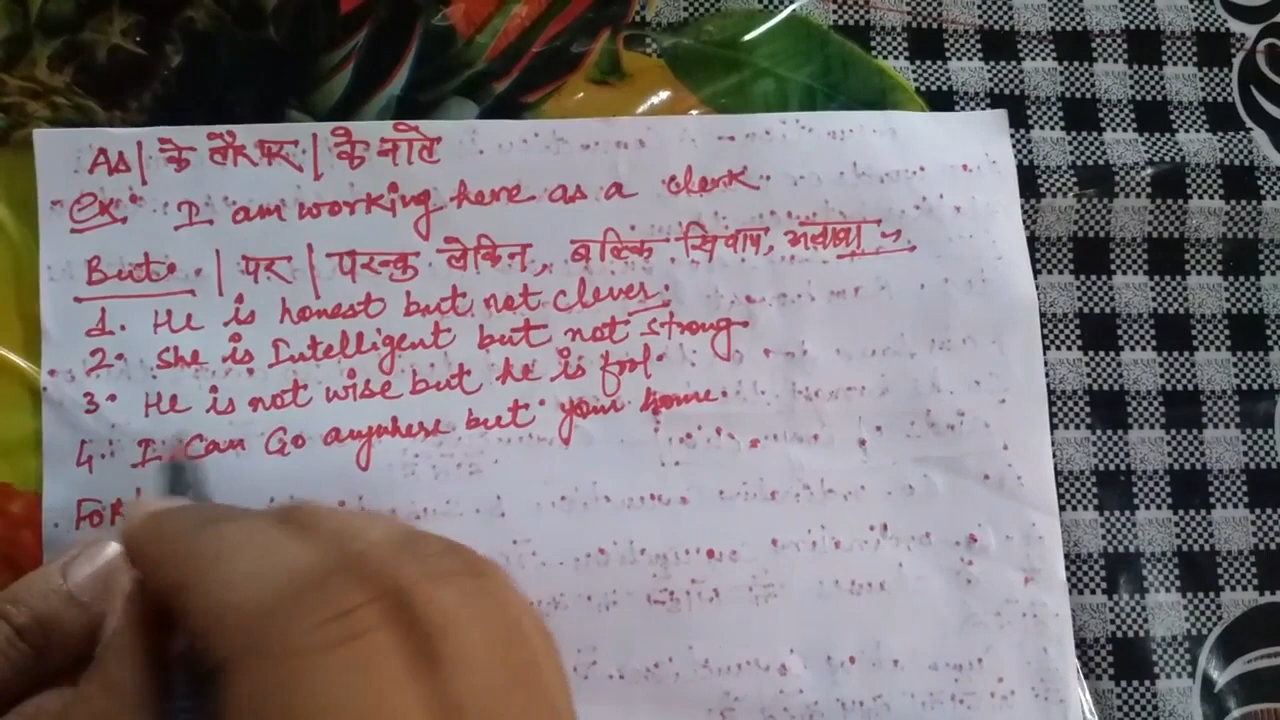 As| के तौर पर | के नाते
ex: I am working here as a clerk.
But. | पर | परन्तु लेकिन, बल्कि सिवाय, अलावा
1. He is honest but not clever.
2. She is Intelligent but not strong
3. He is not wise but he is fool.
4. I can Go anywhere but your home.
FOR